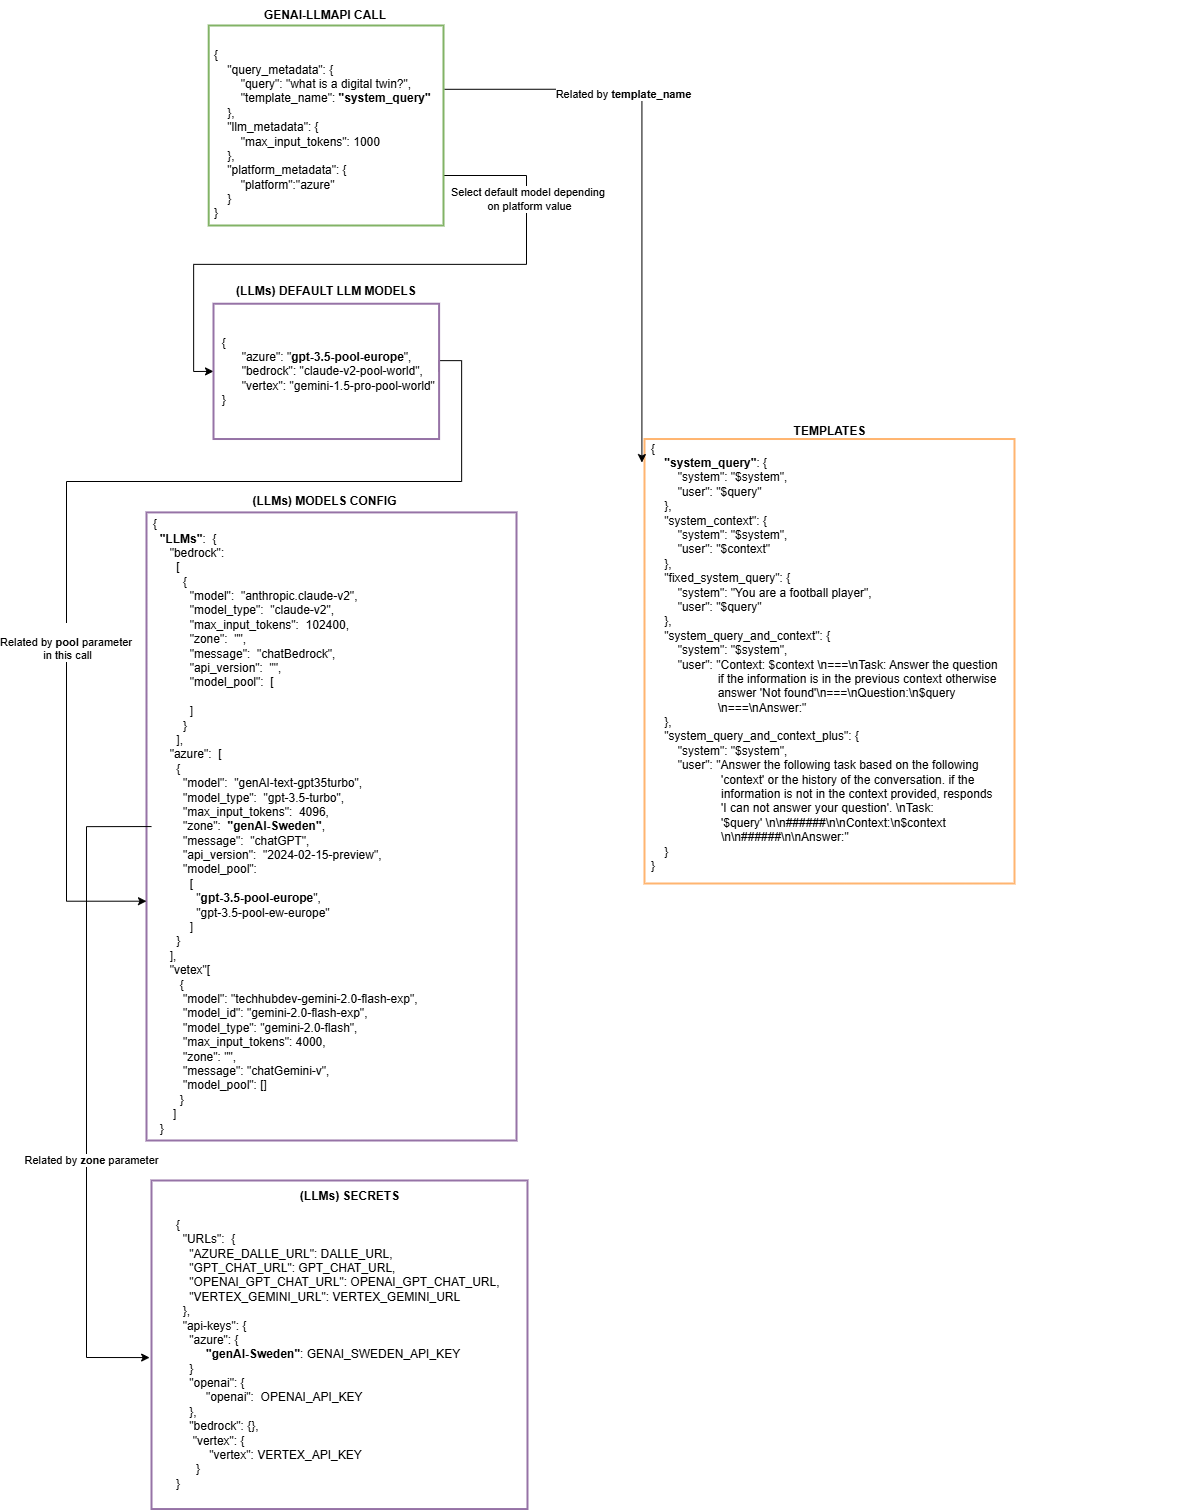 GENAI-LLMAPI CALL
{
"query_metadata": {
"query": "what is a digital twin?",
"template_name": "system_query"
},
"llm_metadata": {
"max_input_tokens": 1000
},
"platform_metadata": {
"platform":"azure"
}
}
Related by template_name
Select default model depending
on platform value
(LLMs) DEFAULT LLM MODELS
{
"azure": "gpt-3.5-pool-europe",
"bedrock": "claude-v2-pool-world",
"vertex": "gemini-1.5-pro-pool-world"
}
TEMPLATES
{
"system_query": {
"system": "$system",
"user": "$query"
},
"system_context": {
"system": "$system",
"user": "$context"
},
"fixed_system_query": {
"system": "You are a football player",
"user": "$query"
},
"system_query_and_context": {
"system": "$system",
"user": "Context: $context \n===\nTask: Answer the question
if the information is in the previous context otherwise
answer 'Not found'\n===\nQuestion:\n$query
\n===\nAnswer:"
},
"system_query_and_context_plus": {
"system": "$system",
"user": "Answer the following task based on the following
'context' or the history of the conversation. if the
information is not in the context provided, responds
'I can not answer your question'. \nTask:
'$query' \n\n######\n\nContext:\n$context
\n\n######\n\nAnswer:"
}
}
(LLMs) MODELS CONFIG
{
"LLMs": {
"bedrock":
[
{
"model": "anthropic.claude-v2",
"model_type": "claude-v2",
"max_input_tokens": 102400,
"zone": "",
"message": "chatBedrock",
"api_version": "",
"model_pool": [
]
}
],
"azure": [
{
"model": "genAI-text-gpt35turbo",
"model_type": "gpt-3.5-turbo",
"max_input_tokens": 4096,
"zone": "genAI-Sweden",
"message": "chatGPT",
"api_version": "2024-02-15-preview",
"model_pool":
[
"gpt-3.5-pool-europe",
"gpt-3.5-pool-ew-europe"
]
}
],
"vetex"[
{
"model": "techhubdev-gemini-2.0-flash-exp",
"model_id": "gemini-2.0-flash-exp",
"model_type": "gemini-2.0-flash",
"max_input_tokens": 4000,
"zone": "",
"message": "chatGemini-v",
"model_pool": []
}
]
}
Related by pool parameter
in this call
Related by zone parameter
(LLMs) SECRETS
{
"URLs": {
"AZURE_DALLE_URL": DALLE_URL,
"GPT_CHAT_URL": GPT_CHAT_URL,
"OPENAI_GPT_CHAT_URL": OPENAI_GPT_CHAT_URL,
"VERTEX_GEMINI_URL": VERTEX_GEMINI_URL
},
"api-keys": {
"azure": {
"genAI-Sweden": GENAI_SWEDEN_API_KEY
}
"openai": {
"openai": OPENAI_API_KEY
},
"bedrock": {},
"vertex": {
"vertex": VERTEX_API_KEY
}
}